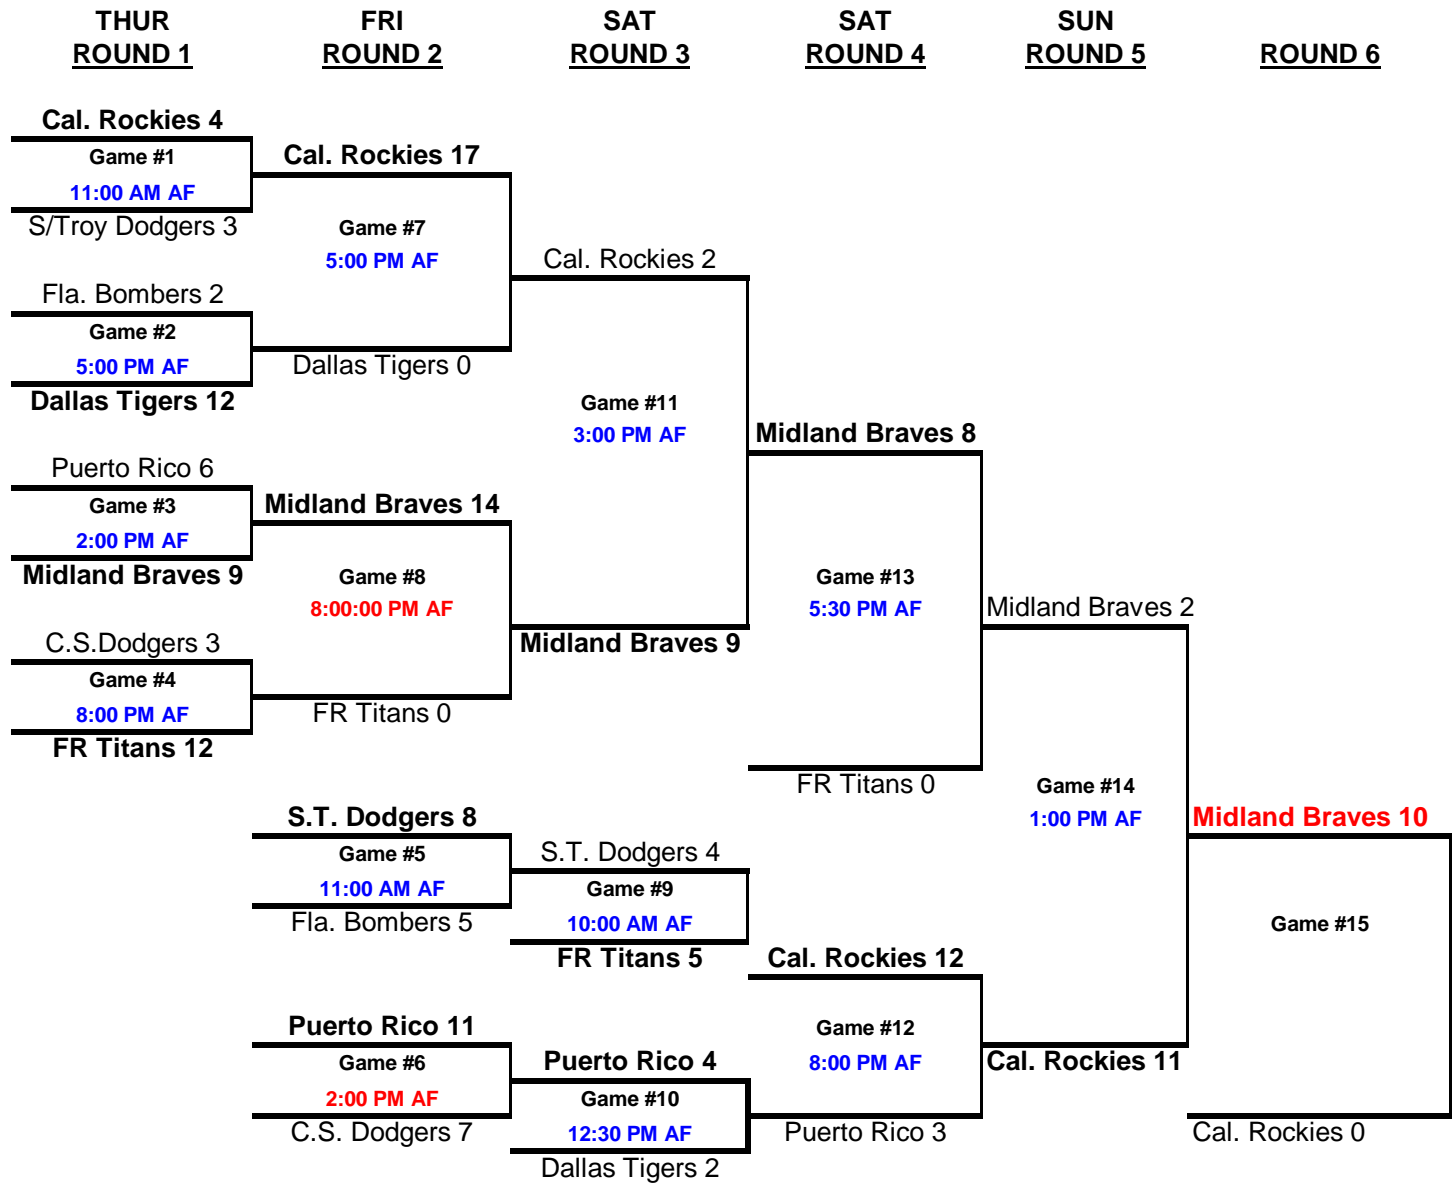 THUR
ROUND 1
FRI
ROUND 2
SAT
ROUND 3
SAT
ROUND 4
SUN
ROUND 5
ROUND 6
Cal. Rockies 4
Game #1
11:00 AM AF
S/Troy Dodgers 3
Fla. Bombers 2
Game #2
5:00 PM AF
Dallas Tigers 12
Puerto Rico 6
Game #3
2:00 PM AF
Midland Braves 9
C.S.Dodgers 3
Game #4
8:00 PM AF
FR Titans 12
Cal. Rockies 17
Game #7
5:00 PM AF
Dallas Tigers 0
Midland Braves 14
Game #8
8:00:00 PM AF
FR Titans 0
S.T. Dodgers 8
Game #5
11:00 AM AF
Fla. Bombers 5
Puerto Rico 11
Game #6
2:00 PM AF
C.S. Dodgers 7
Cal. Rockies 2
Game #11
3:00 PM AF
Midland Braves 9
S.T. Dodgers 4
Game #9
10:00 AM AF
FR Titans 5
Puerto Rico 4
Game #10
12:30 PM AF
Dallas Tigers 2
Midland Braves 8
Game #13
5:30 PM AF
FR Titans 0
Cal. Rockies 12
Game #12
8:00 PM AF
Puerto Rico 3
Midland Braves 2
Game #14
1:00 PM AF
Cal. Rockies 11
Midland Braves 10
Game #15
Cal. Rockies 0